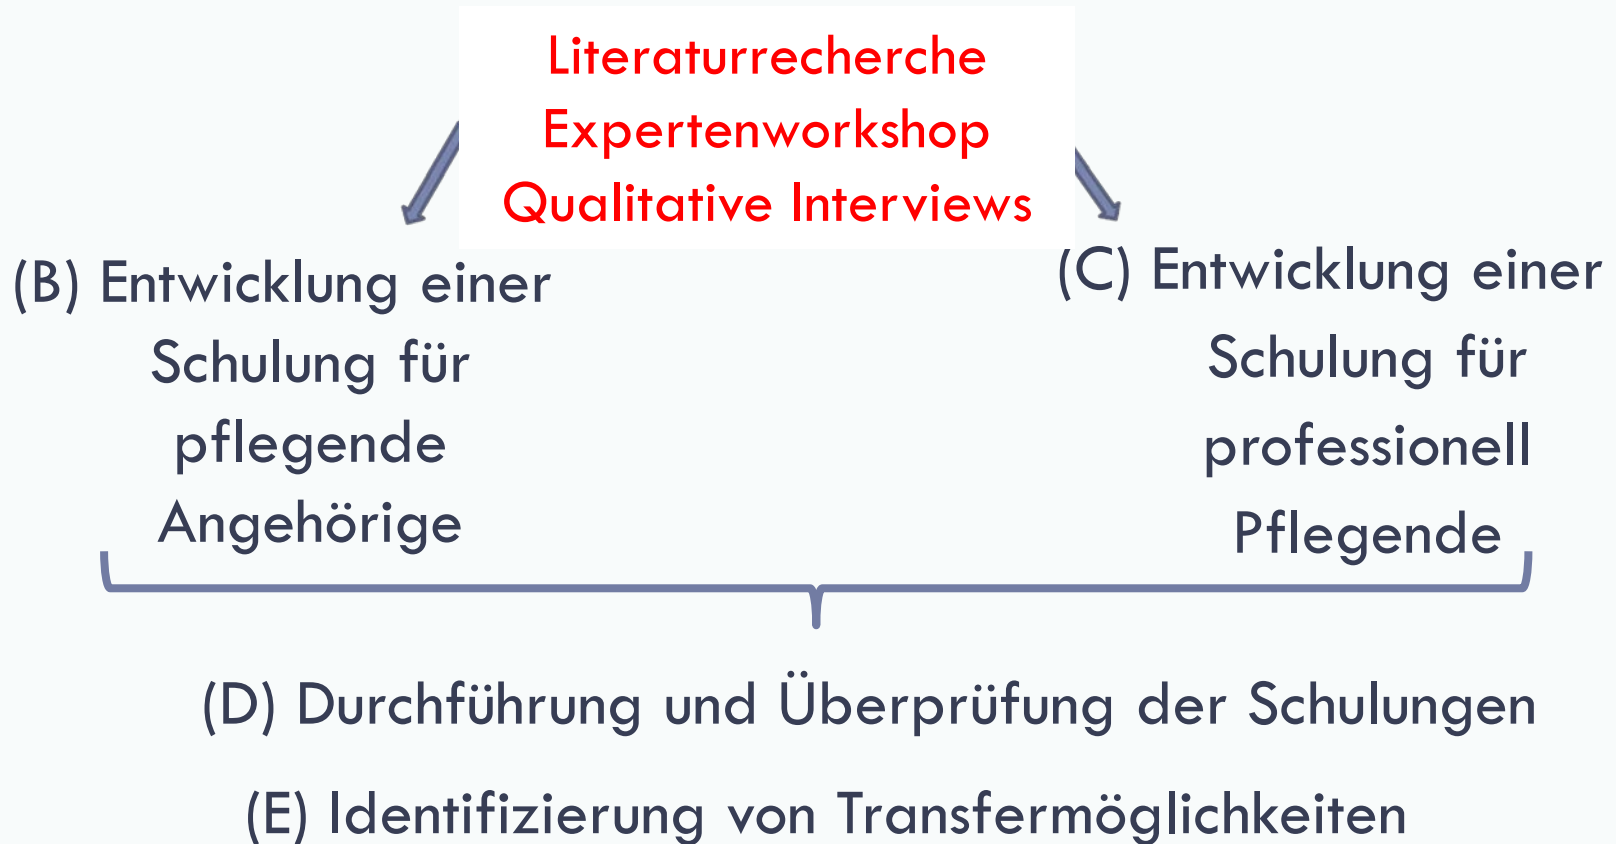 Literaturrecherche
Expertenworkshop
Qualitative Interviews
(B) Entwicklung einer
Schulung für
pflegende
Angehörige
(C) Entwicklung einer
Schulung für
professionell
Pflegende
(D) Durchführung und Überprüfung der Schulungen
(E) Identifizierung von Transfermöglichkeiten